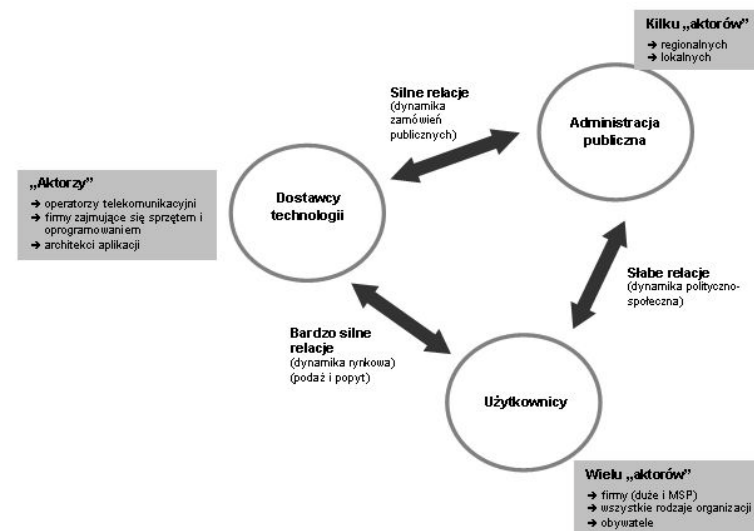 Kilku „aktorów”
➔ regionalnych
➔ lokalnych
Silne relacje
(dynamika
zamówień
publicznych)
Administracja
publiczna
„Aktorzy”
➔ operatorzy telekomunikacyjni
➔ firmy zajmujące się sprzętem i
oprogramowaniem
➔ architekci aplikacji
Dostawcy
technologii
Słabe relacje
(dynamika polityczno-
społeczna)
Bardzo silne
relacje
(dynamika rynkowa)
(podaż i popyt)
Użytkownicy
Wielu „aktorów”
➔ firmy (duże i MSP)
➔ wszystkie rodzaje organizacji
➔ obywatele